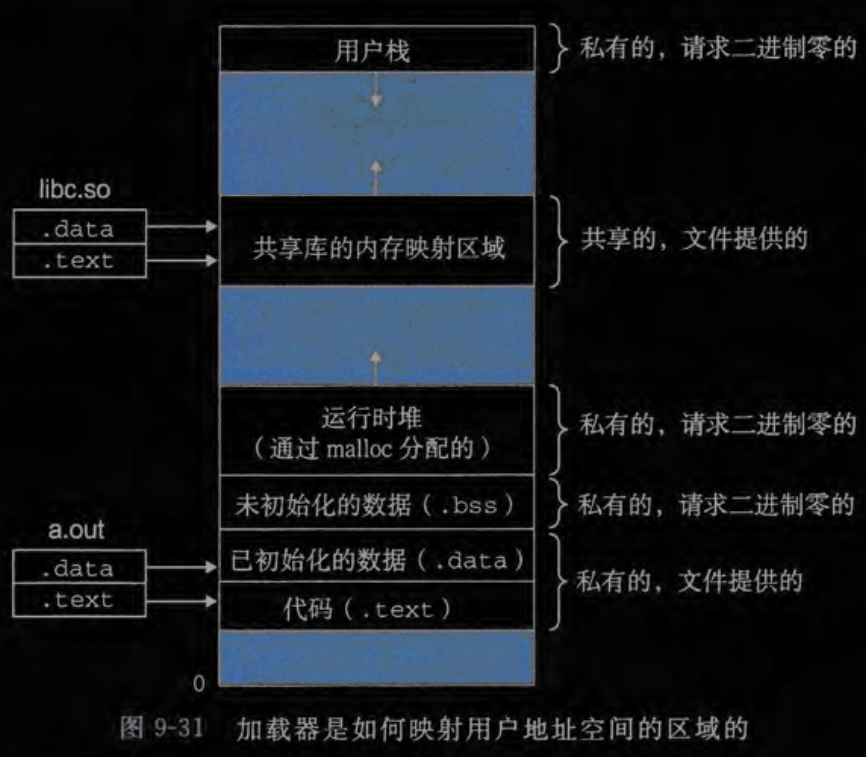 用户栈
私有的，请求二进制零的
libc.so
.data
.text
共享库的内存映射区域
共享的，文件提供的
运行时堆
（通过 malloc 分配的）
私有的，请求二进制零的
未初始化的数据（.bss）
私有的，请求二进制零的
a.out
.data
.text
已初始化的数据（.data）
代码（.text）
私有的，文件提供的
0
图 9-31 加载器是如何映射用户地址空间的区域的